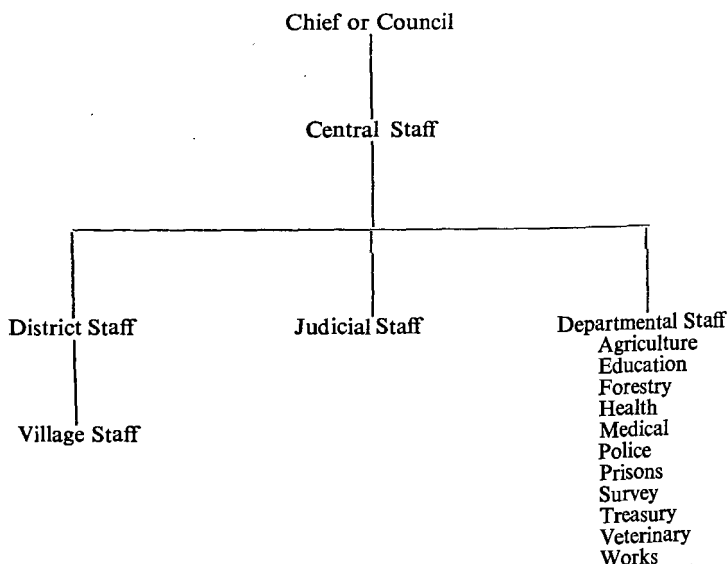 Chief or Council
Central Staff
District Staff
Judicial Staff
Departmental Staff
Agriculture
Education
Forestry
Health
Medical
Police
Prisons
Survey
Treasury
Veterinary
Works
Village Staff